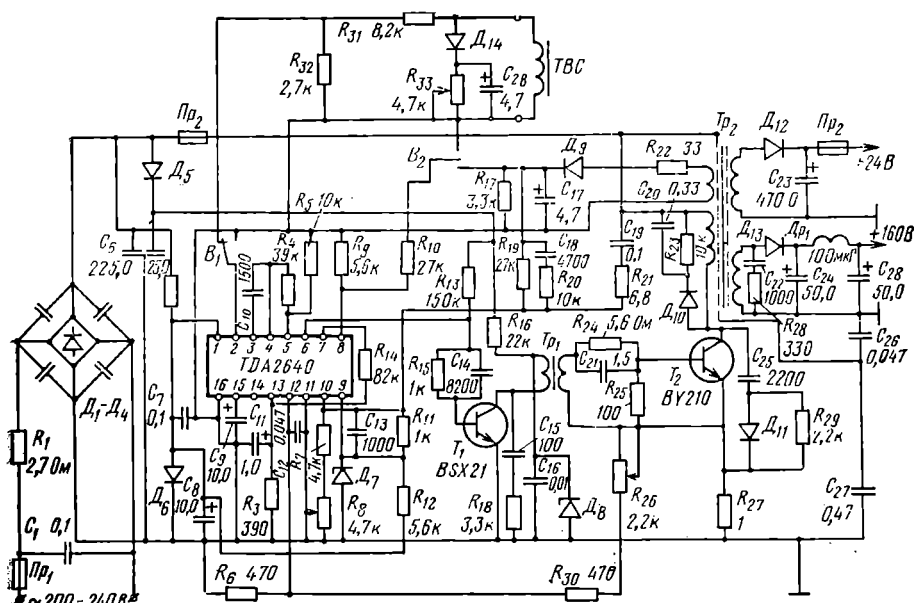 R31 8,2к
Д14
R32
2,7к
R33
4,7к
C28
4,7
ТВС
Пр2
Д5
В2
Д9
R22 33
Тр2
Д12
Пр2
+24В
R17
3,3к
C17
4,7
C20 0,33
C23
470 0
C5
225,0
R5 10к
R4
39к
В1
1500
C10
R9
5,6к
R10
27к
R13
150к
R19
27к
C18
4700
R20
10к
C19
0,1
R21
6,8
R23
10к
Д10
Д13
Др1
+160В
100мкГ
C22
1000
C24
50,0
C28
50,0
1 2 3 4 5 6 7 8
TDA2640
16 15 14 13 12 11 10 9
R14
82к
R16
22к
R15
1к
C14
8200
Тр1
R24
5,6 Ом
C21 1,5
R25
100
Т2
BY210
R28
330
C26
0,047
C25
2200
Д1-Д4
C7
0,1
C9
10,0
C11
1,0
0,047
C12
R7
4,7к
C13
1000
R11
1к
Т1
BSX21
C15
100
Д11
R29
2,2к
R1
2,7Ом
Д6
C8
10,0
R3
390
Д7
R8
4,7к
R12
5,6к
R18
3,3к
C16
0,01
Д8
R26
2,2к
R27
1
C27
0,47
C1 0,1
Пр1
R6 470
R30 470
~200-240В